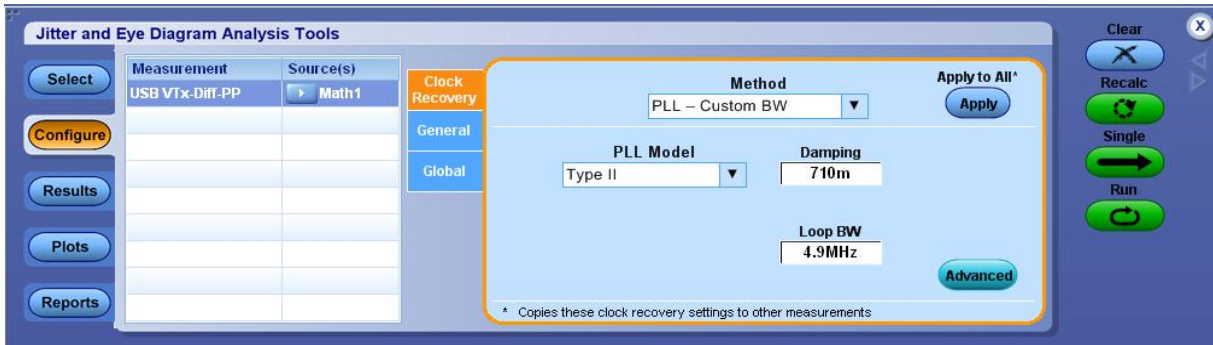 Jitter and Eye Diagram Analysis Tools
Select
Configure
Results
Plots
Reports
Measurement Source(s)
USB VTx-Diff-PP Math1
Clock Recovery
General
Global
Method
PLL – Custom BW
Apply to All*
Apply
PLL Model
Type II
Damping
710m
Loop BW
4.9MHz
Advanced
* Copies these clock recovery settings to other measurements
Clear
X
Recalc
Single
Run